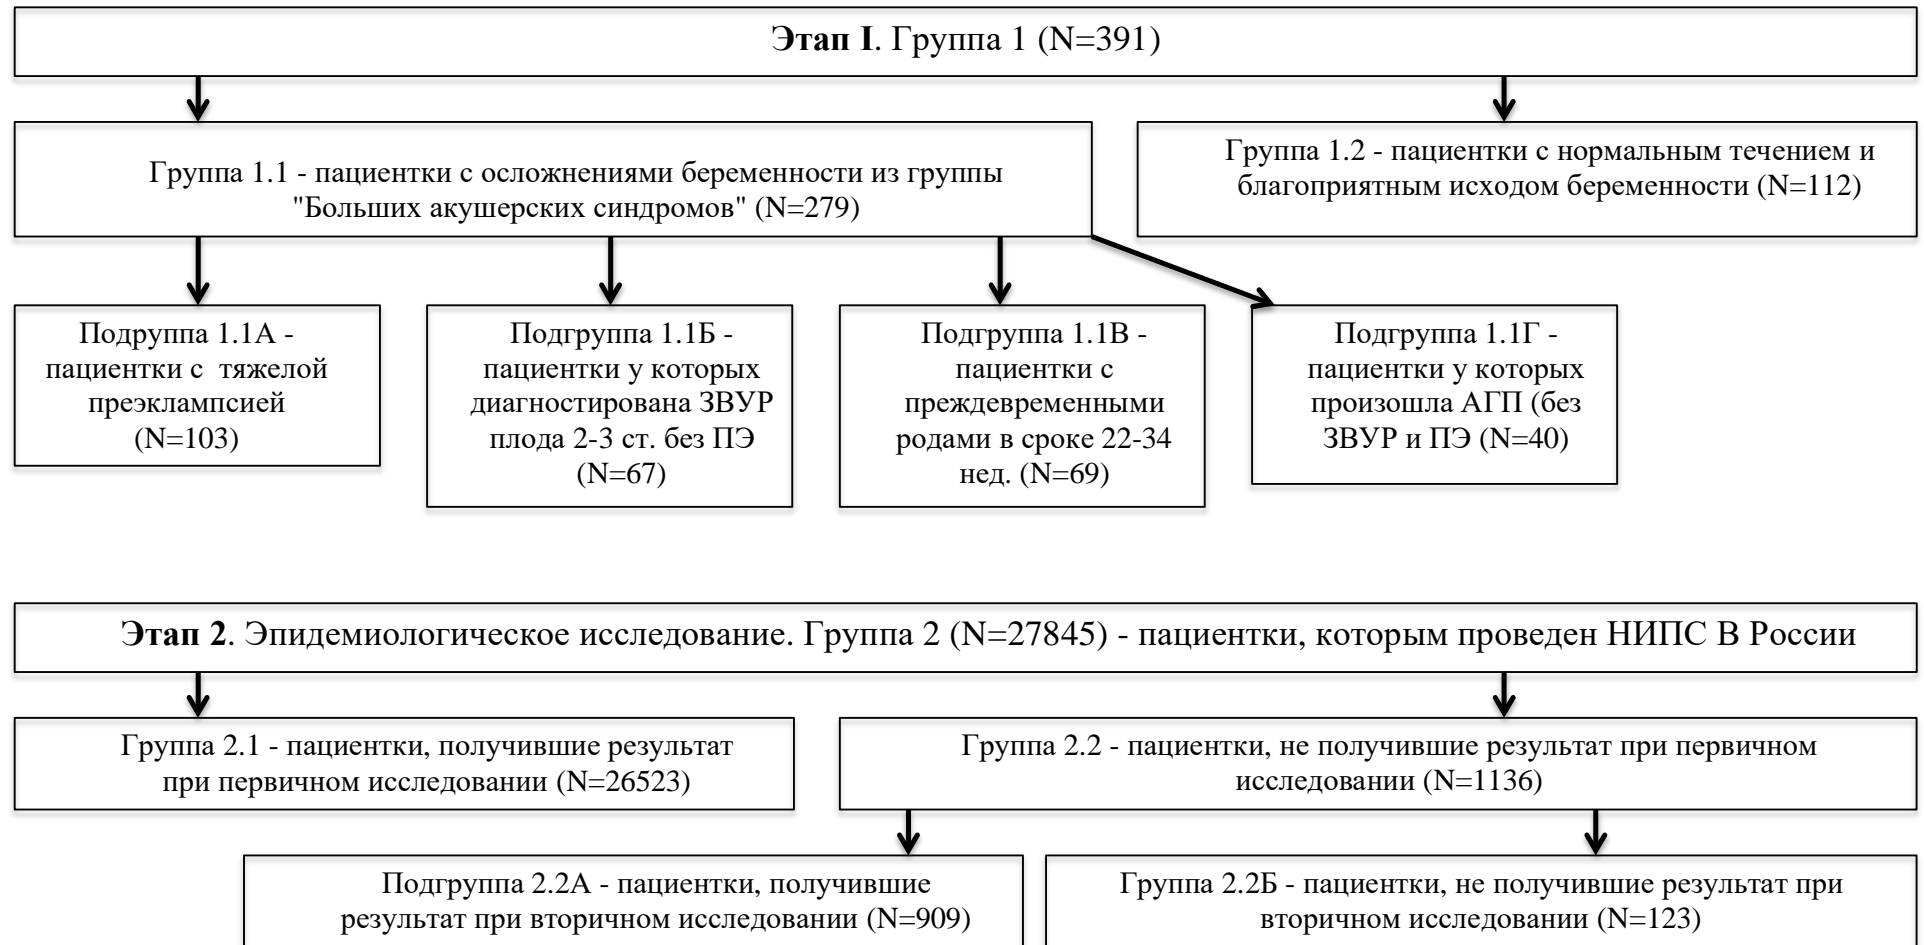 Этап I. Группа 1 (N=391)
Группа 1.1 - пациентки с осложнениями беременности из группы
"Больших акушерских синдромов" (N=279)
Группа 1.2 - пациентки с нормальным течением и
благоприятным исходом беременности (N=112)
Подруппа 1.1А -
пациентки с тяжелой
преэклампсией
(N=103)
Подгруппа 1.1Б -
пациентки у которых
диагностирована ЗВУР
плода 2-3 ст. без ПЭ
(N=67)
Подгруппа 1.1В -
пациентки с
преждевременными
родами в сроке 22-34
нед. (N=69)
Подгруппа 1.1Г -
пациентки у которых
произошла АГП (без
ЗВУР и ПЭ (N=40)
Этап 2. Эпидемиологическое исследование. Группа 2 (N=27845) - пациентки, которым проведен НИПС В России
Группа 2.1 - пациентки, получившие результат
при первичном исследовании (N=26523)
Группа 2.2 - пациентки, не получившие результат при первичном
исследовании (N=1136)
Подгруппа 2.2А - пациентки, получившие
результат при вторичном исследовании (N=909)
Группа 2.2Б - пациентки, не получившие результат при
вторичном исследовании (N=123)